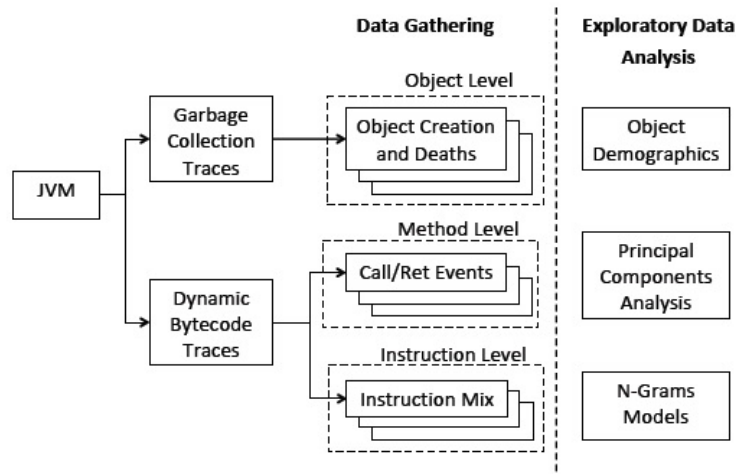 Data Gathering
Exploratory Data
Analysis
Object Level
Garbage
Collection
Traces
Object Creation
and Deaths
Object
Demographics
JVM
Method Level
Call/Ret Events
Principal
Components
Analysis
Dynamic
Bytecode
Traces
Instruction Level
Instruction Mix
N-Grams
Models